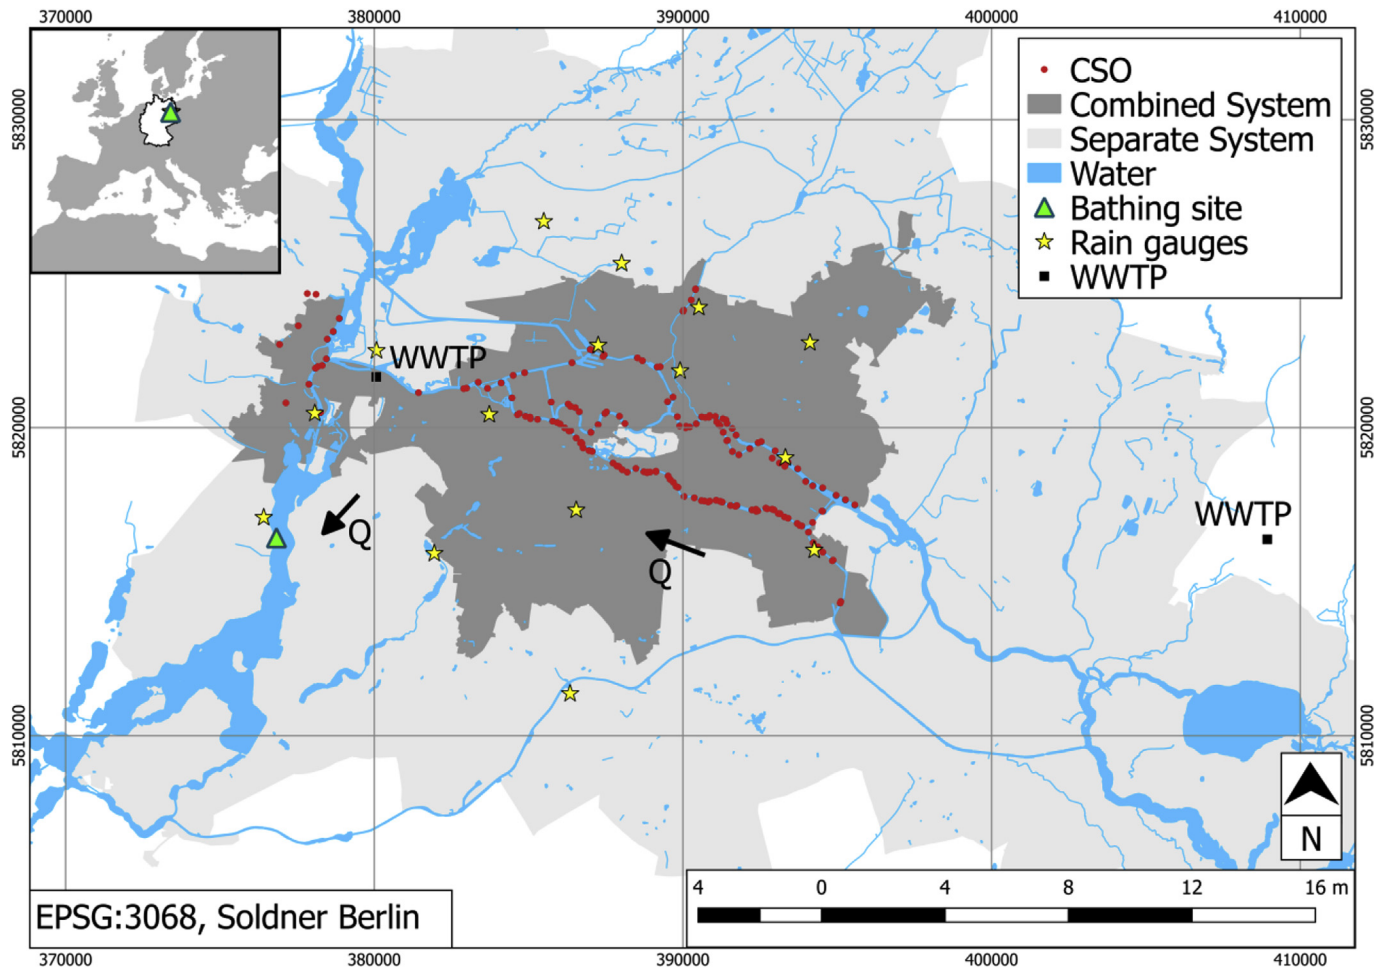 370000 380000 390000 400000 410000
CSO
Combined System
Separate System
Water
Bathing site
Rain gauges
WWTP
5830000 5830000
WWTP
5820000 5820000
WWTP
Q
Q
5810000 5810000
N
4 0 4 8 12 16 m
EPSG:3068, Soldner Berlin
370000 380000 390000 400000 410000